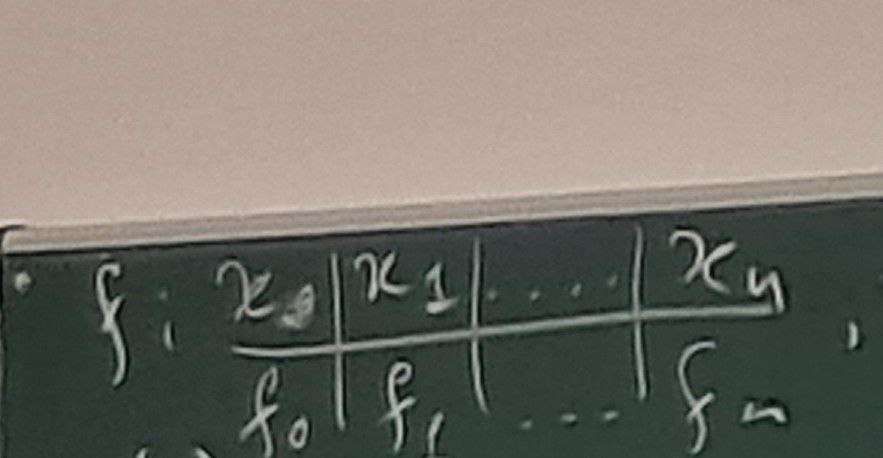 f: x₀ | x₁ | ..... | xₙ ,
f₀ | f₁ | ... | fₙ